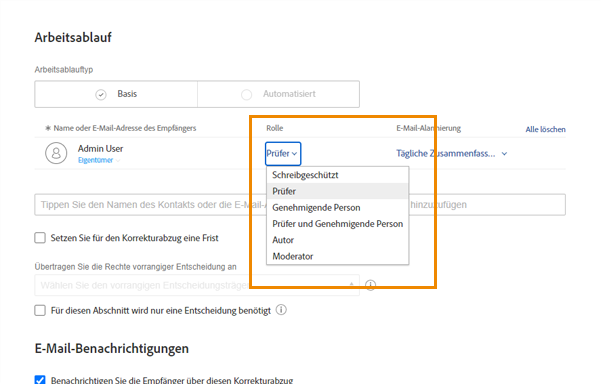 Arbeitsablauf
Arbeitsablauftyp
Basis
Automatisiert
Name oder E-Mail-Adresse des Empfängers
Rolle
E-Mail-Alarmierung
Alle löschen
Admin User
Eigentümer
Prüfer
Tägliche Zusammenfass...
Schreibgeschützt
Prüfer
Genehmigende Person
Prüfer und Genehmigende Person
Autor
Moderator
Tippen Sie den Namen des Kontakts oder die E-Mail-A
hinzuzufügen
Setzen Sie für den Korrekturabzug eine Frist
Übertragen Sie die Rechte vorrangiger Entscheidung an
Wählen Sie den vorrangigen Entscheidungsträger
Für diesen Abschnitt wird nur eine Entscheidung benötigt
E-Mail-Benachrichtigungen
Benachrichtigen Sie die Empfänger über diesen Korrekturabzug